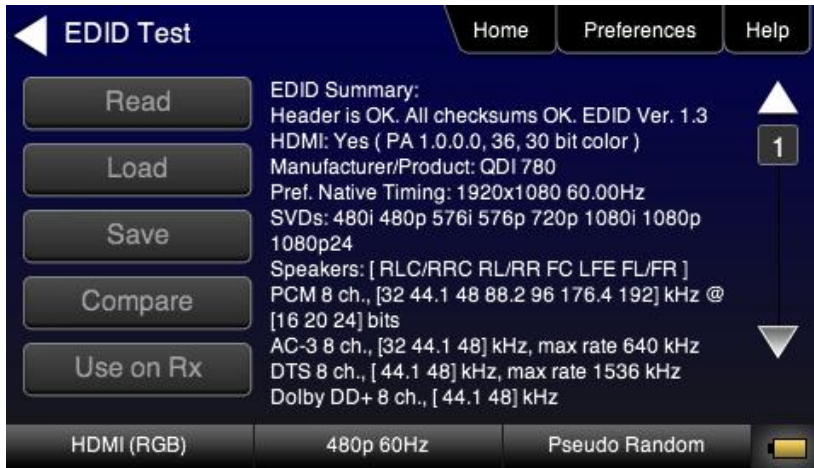 EDID Test
Home
Preferences
Help
Read
Load
Save
Compare
Use on Rx
EDID Summary:
Header is OK. All checksums OK. EDID Ver. 1.3
HDMI: Yes ( PA 1.0.0.0, 36, 30 bit color )
Manufacturer/Product: QDI 780
Pref. Native Timing: 1920x1080 60.00Hz
SVDs: 480i 480p 576i 576p 720p 1080i 1080p
1080p24
Speakers: [ RLC/RRC RL/RR FC LFE FL/FR ]
PCM 8 ch., [32 44.1 48 88.2 96 176.4 192] kHz @
[16 20 24] bits
AC-3 8 ch., [32 44.1 48] kHz, max rate 640 kHz
DTS 8 ch., [ 44.1 48] kHz, max rate 1536 kHz
Dolby DD+ 8 ch., [ 44.1 48] kHz
1
HDMI (RGB)
480p 60Hz
Pseudo Random